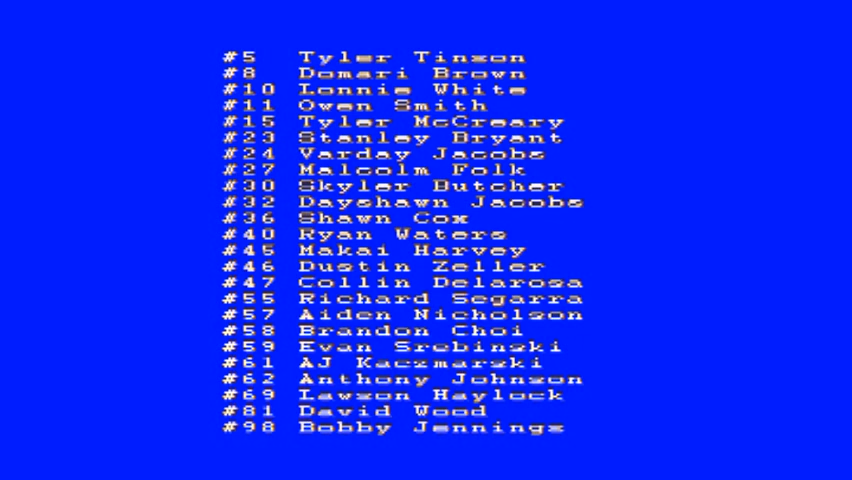 #5 Tyler Tinson
#8 Domari Brown
#10 Lonnie White
#11 Owen Smith
#15 Tyler McCreary
#23 Stanley Bryant
#24 Varday Jacobs
#27 Malcolm Folk
#30 Skyler Butcher
#32 Dayshawn Jacobs
#36 Shawn Cox
#40 Ryan Waters
#45 Makai Harvey
#46 Dustin Zeller
#47 Collin Delarosa
#55 Richard Segarra
#57 Aiden Nicholson
#58 Brandon Choi
#59 Evan Srebinski
#61 AJ Kaczmarski
#62 Anthony Johnson
#69 Lawson Haylock
#81 David Wood
#98 Bobby Jennings